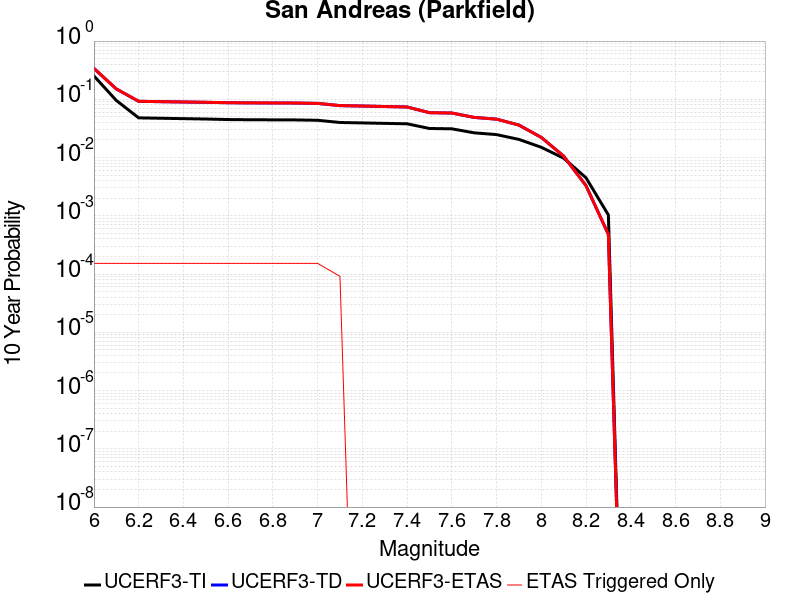 San Andreas (Parkfield)
10 0
10 -1
10 -2
10 -3
10 -4
10 -5
10 -6
10 -7
10 -8
10 Year Probability
6 6.2 6.4 6.6 6.8 7 7.2 7.4 7.6 7.8 8 8.2 8.4 8.6 8.8 9
Magnitude
UCERF3-TI UCERF3-TD UCERF3-ETAS ETAS Triggered Only